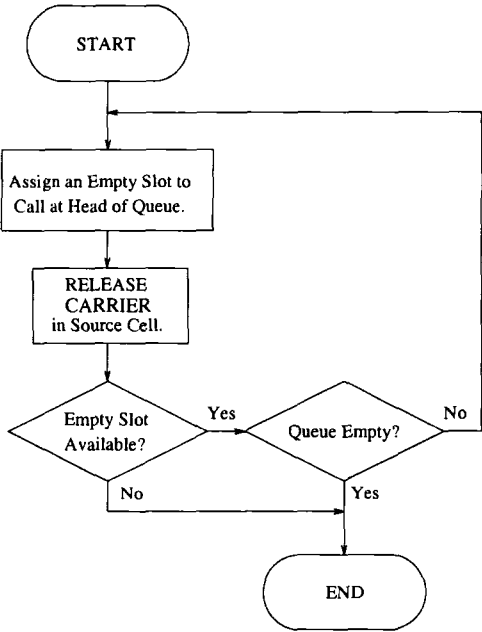 START
Assign an Empty Slot to
Call at Head of Queue.
RELEASE
CARRIER
in Source Cell.
Empty Slot
Available?
Yes
Queue Empty?
No
No
Yes
END